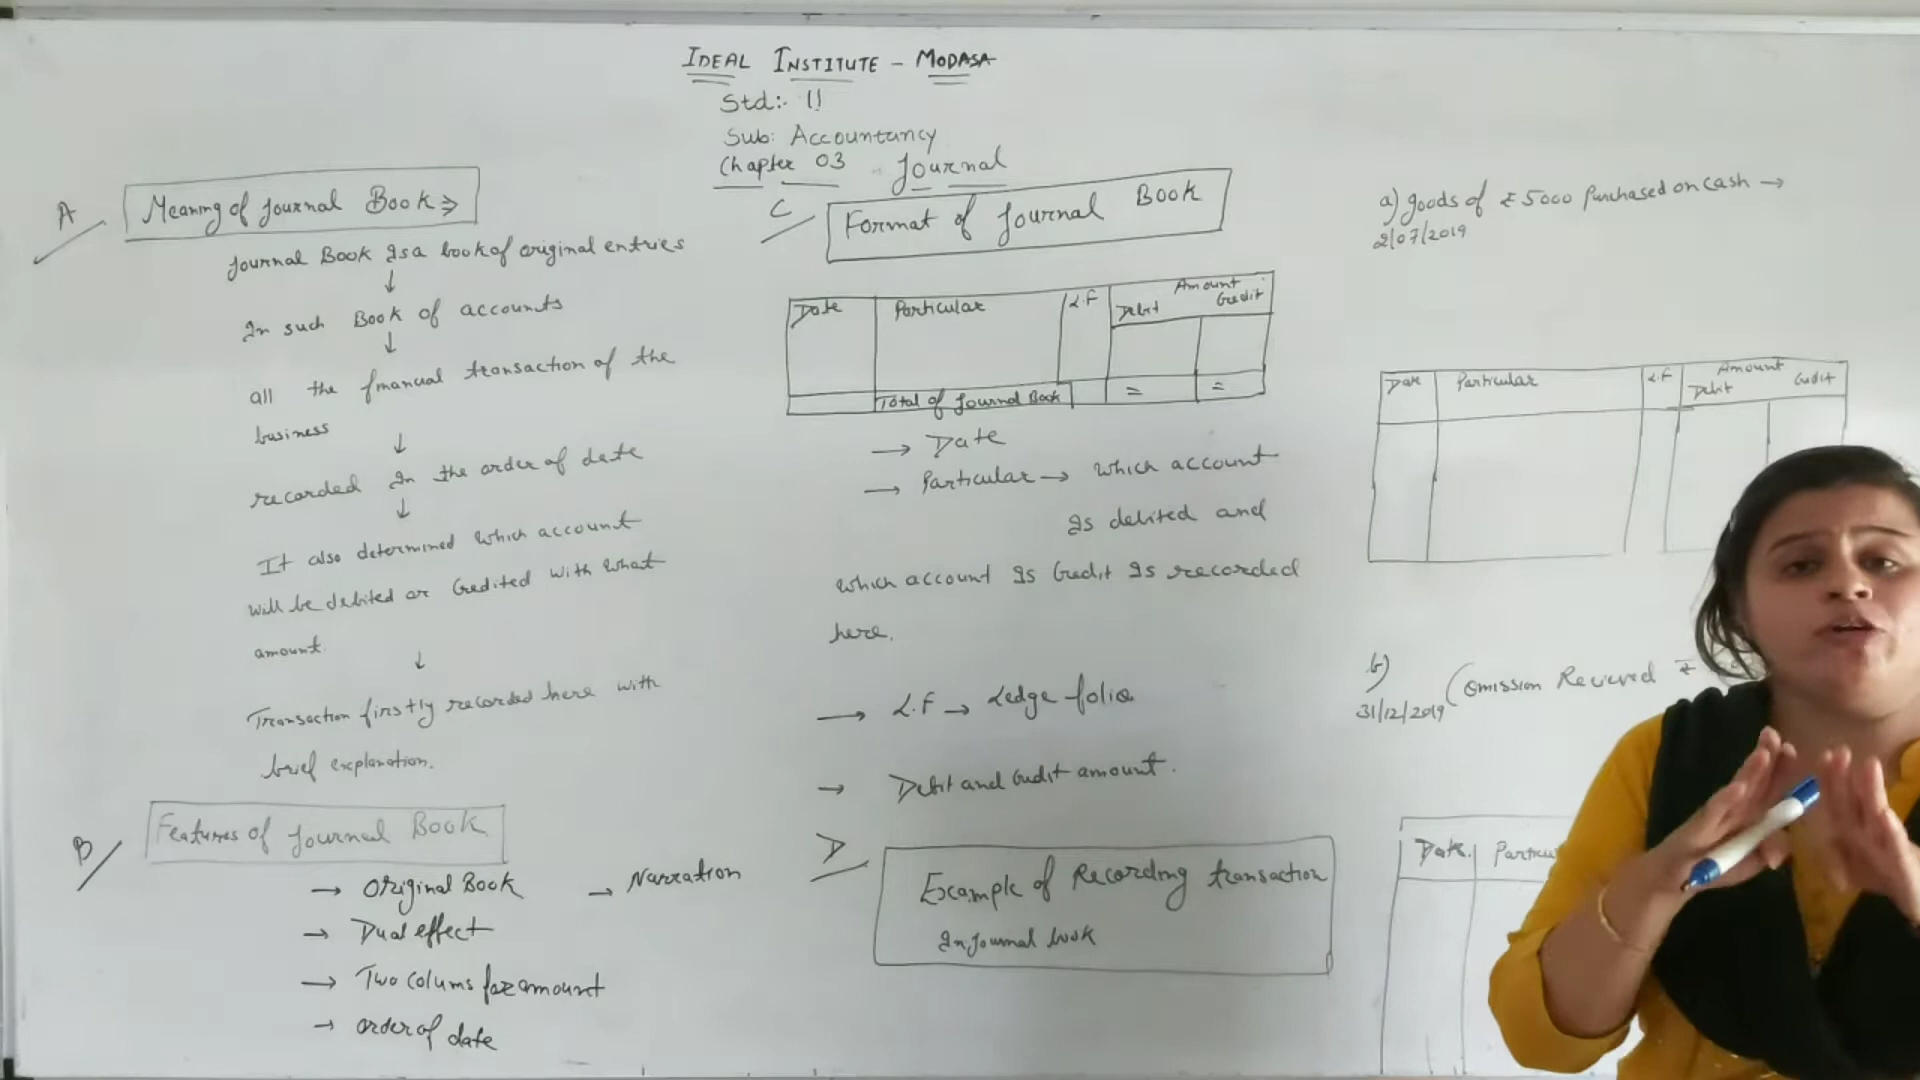 IDEAL INSTITUTE - MODASA
Std:- 11
Sub: Accountancy
Chapter 03 - Journal
A
Meaning of Journal Book ⇒
Journal Book Is a book of original entries
↓
In such Book of accounts
↓
all the financial transaction of the
business
↓
recorded In the order of date
↓
It also determined which account
will be debited or Credited with what
amount.
↓
Transaction firstly recorded here with
brief explanation.
B
Features of Journal Book
→ Original Book
→ Dual effect
→ Two colums for amount
→ order of date
→ Narration
C
Format of Journal Book
Date Particular L.F Amount
Debit Credit
Total of Journal Book = =
→ Date
→ Particular → which account
Is debited and
which account Is Credit Is recorded
here.
→ L.F → Ledge folio
→ Debit and Credit amount.
D
Example of Recording transaction
In Journal book
a) goods of ₹ 5000 Purchased on cash →
2/07/2019
Date Particular L.F Amount
Debit Credit
b)
31/12/2019
Comission Recieved ₹
Date